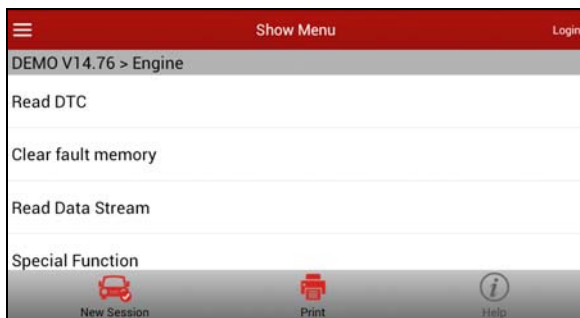 Show Menu
Login
DEMO V14.76 > Engine
Read DTC
Clear fault memory
Read Data Stream
Special Function
New Session
Print
Help